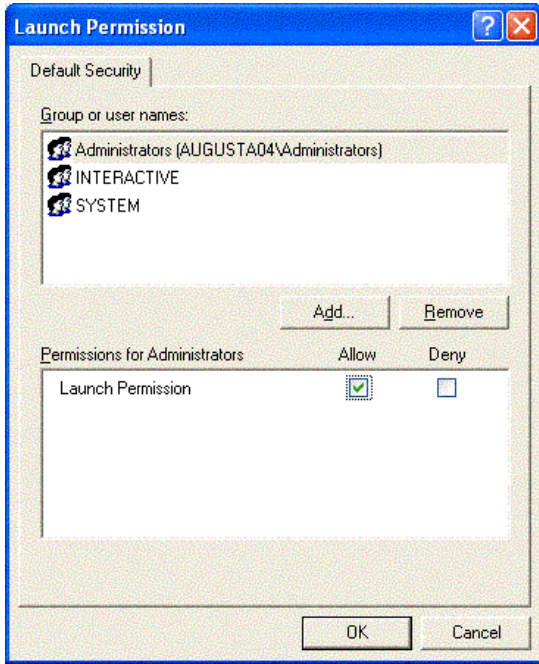 Launch Permission
Default Security
Group or user names:
Administrators (AUGUSTA04\Administrators)
INTERACTIVE
SYSTEM
Add... Remove
Permissions for Administrators Allow Deny
Launch Permission
OK Cancel